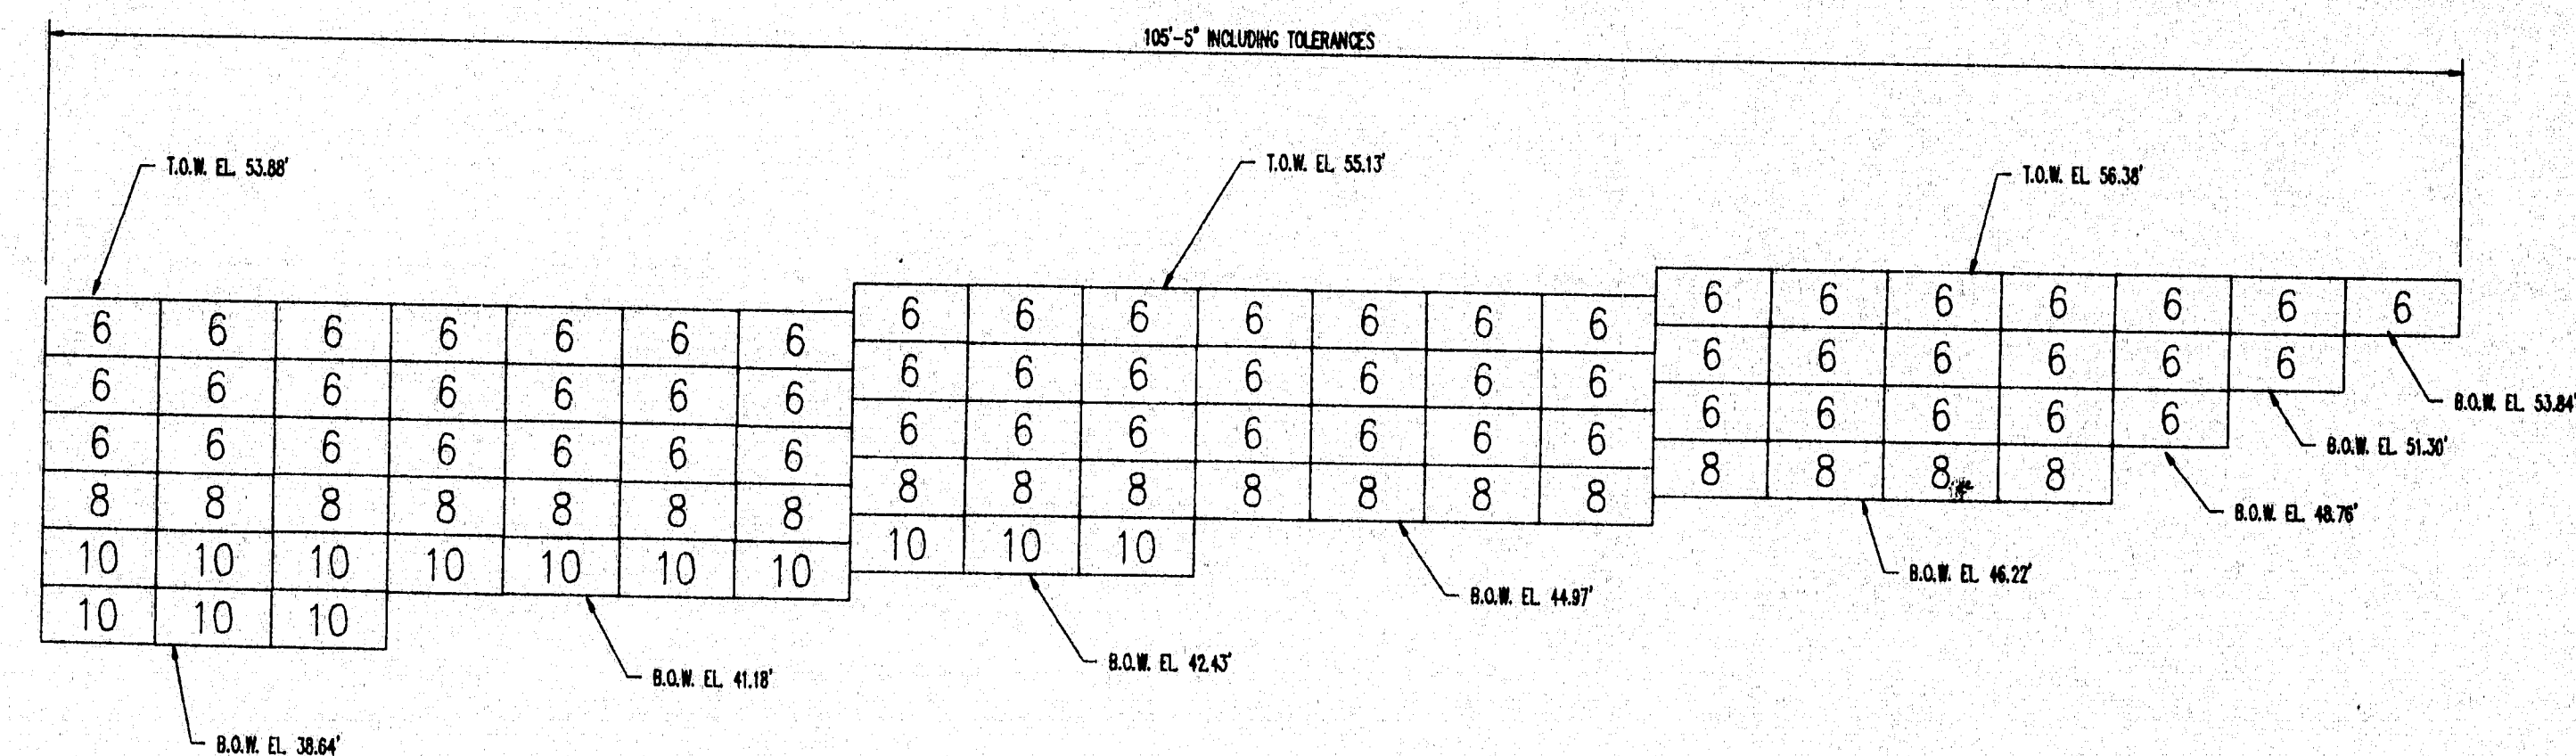 105'-5" INCLUDING TOLERANCES
T.O.W. EL. 53.88'
T.O.W. EL. 55.13'
T.O.W. EL. 56.38'
6 6 6 6 6 6 6
6 6 6 6 6 6 6
6 6 6 6 6 6 6
8 8 8 8 8 8 8
10 10 10 10 10 10 10
10 10 10
6 6 6 6 6 6 6
6 6 6 6 6 6 6
6 6 6 6 6 6 6
8 8 8 8 8 8 8
10 10 10
6 6 6 6 6 6 6
6 6 6 6 6 6
6 6 6 6 6
8 8 8 8
B.O.W. EL. 53.84'
B.O.W. EL. 51.30'
B.O.W. EL. 48.76'
B.O.W. EL. 46.22'
B.O.W. EL. 44.97'
B.O.W. EL. 42.43'
B.O.W. EL. 41.18'
B.O.W. EL. 38.64'